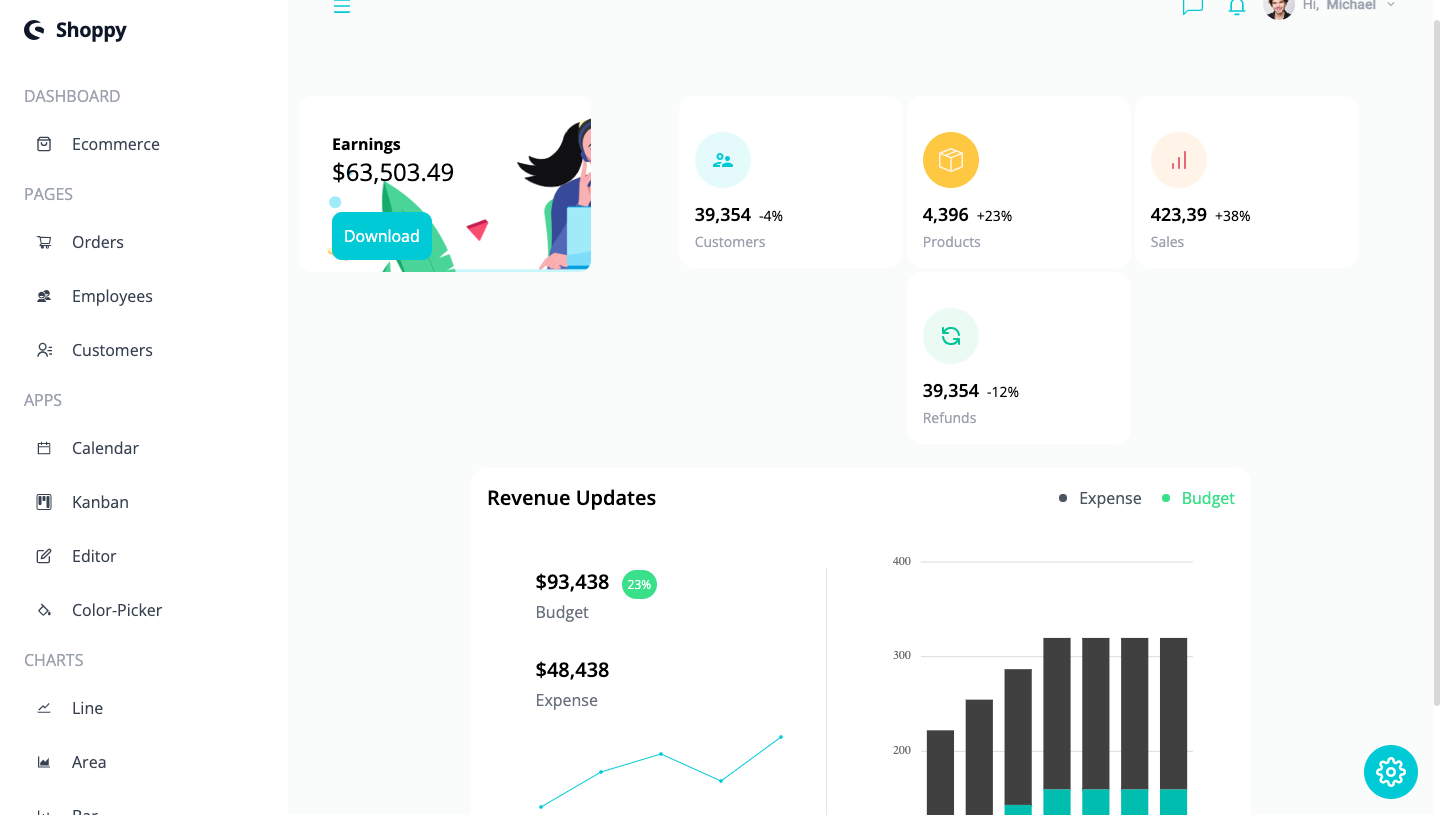 Shoppy
DASHBOARD
Ecommerce
PAGES
Orders
Employees
Customers
APPS
Calendar
Kanban
Editor
Color-Picker
CHARTS
Line
Area
Bar
Hi, Michael
Earnings
$63,503.49
Download
39,354 -4%
Customers
4,396 +23%
Products
423,39 +38%
Sales
39,354 -12%
Refunds
Revenue Updates
Expense
Budget
$93,438 23%
Budget
$48,438
Expense
400
300
200